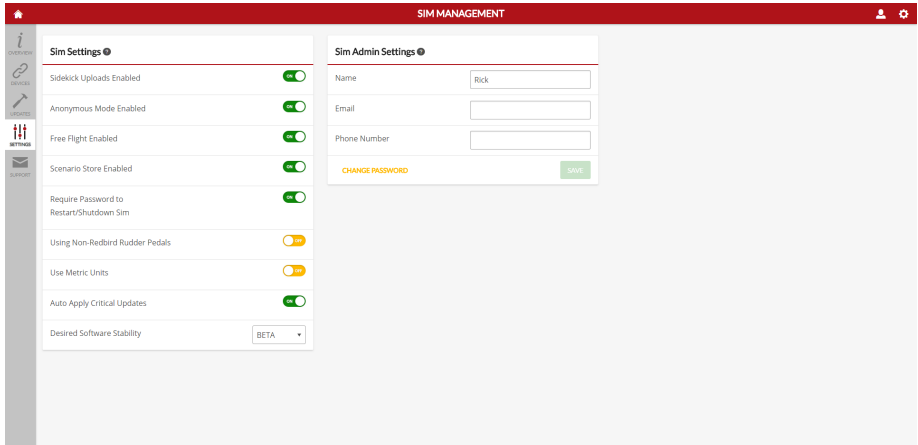 SIM MANAGEMENT
OVERVIEW
DEVICES
UPDATES
SETTINGS
SUPPORT
Sim Settings
Sidekick Uploads Enabled ON
Anonymous Mode Enabled ON
Free Flight Enabled ON
Scenario Store Enabled ON
Require Password to ON
Restart/Shutdown Sim
Using Non-Redbird Rudder Pedals OFF
Use Metric Units OFF
Auto Apply Critical Updates ON
Desired Software Stability BETA
Sim Admin Settings
Name Rick
Email
Phone Number
CHANGE PASSWORD SAVE